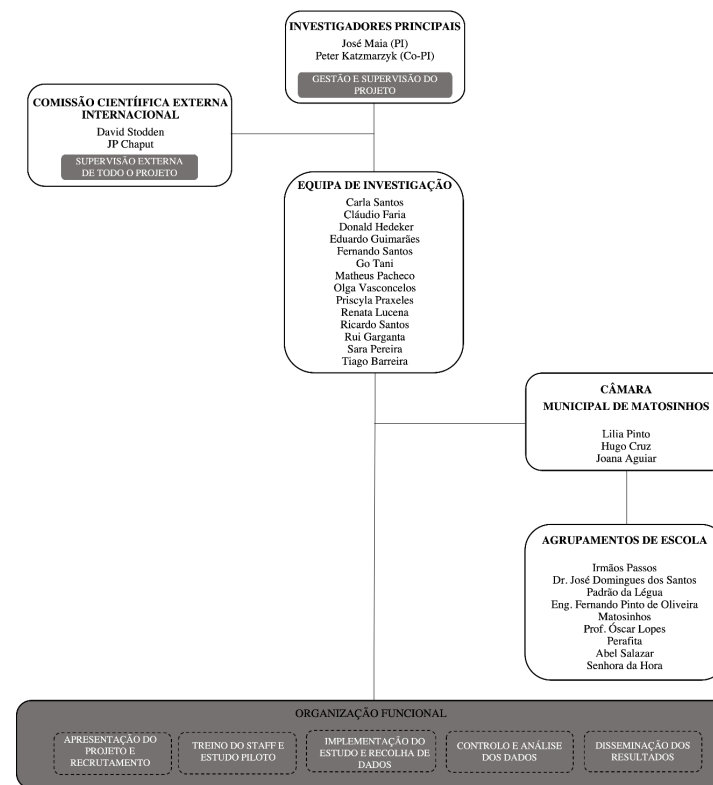 INVESTIGADORES PRINCIPAIS
José Maia (PI)
Peter Katzmarzyk (Co-PI)
GESTÃO E SUPERVISÃO DO
PROJETO
COMISSÃO CIENTÍIFICA EXTERNA
INTERNACIONAL
David Stodden
JP Chaput
SUPERVISÃO EXTERNA
DE TODO O PROJETO
EQUIPA DE INVESTIGAÇÃO
Carla Santos
Cláudio Faria
Donald Hedeker
Eduardo Guimarães
Fernando Santos
Go Tani
Matheus Pacheco
Olga Vasconcelos
Priscyla Praxeles
Renata Lucena
Ricardo Santos
Rui Garganta
Sara Pereira
Tiago Barreira
CÂMARA
MUNICIPAL DE MATOSINHOS
Lilia Pinto
Hugo Cruz
Joana Aguiar
AGRUPAMENTOS DE ESCOLA
Irmãos Passos
Dr. José Domingues dos Santos
Padrão da Légua
Eng. Fernando Pinto de Oliveira
Matosinhos
Prof. Óscar Lopes
Perafita
Abel Salazar
Senhora da Hora
ORGANIZAÇÃO FUNCIONAL
APRESENTAÇÃO DO
PROJETO E
RECRUTAMENTO
TREINO DO STAFF E
ESTUDO PILOTO
IMPLEMENTAÇÃO DO
ESTUDO E RECOLHA DE
DADOS
CONTROLO E ANÁLISE
DOS DADOS
DISSEMINAÇÃO DOS
RESULTADOS